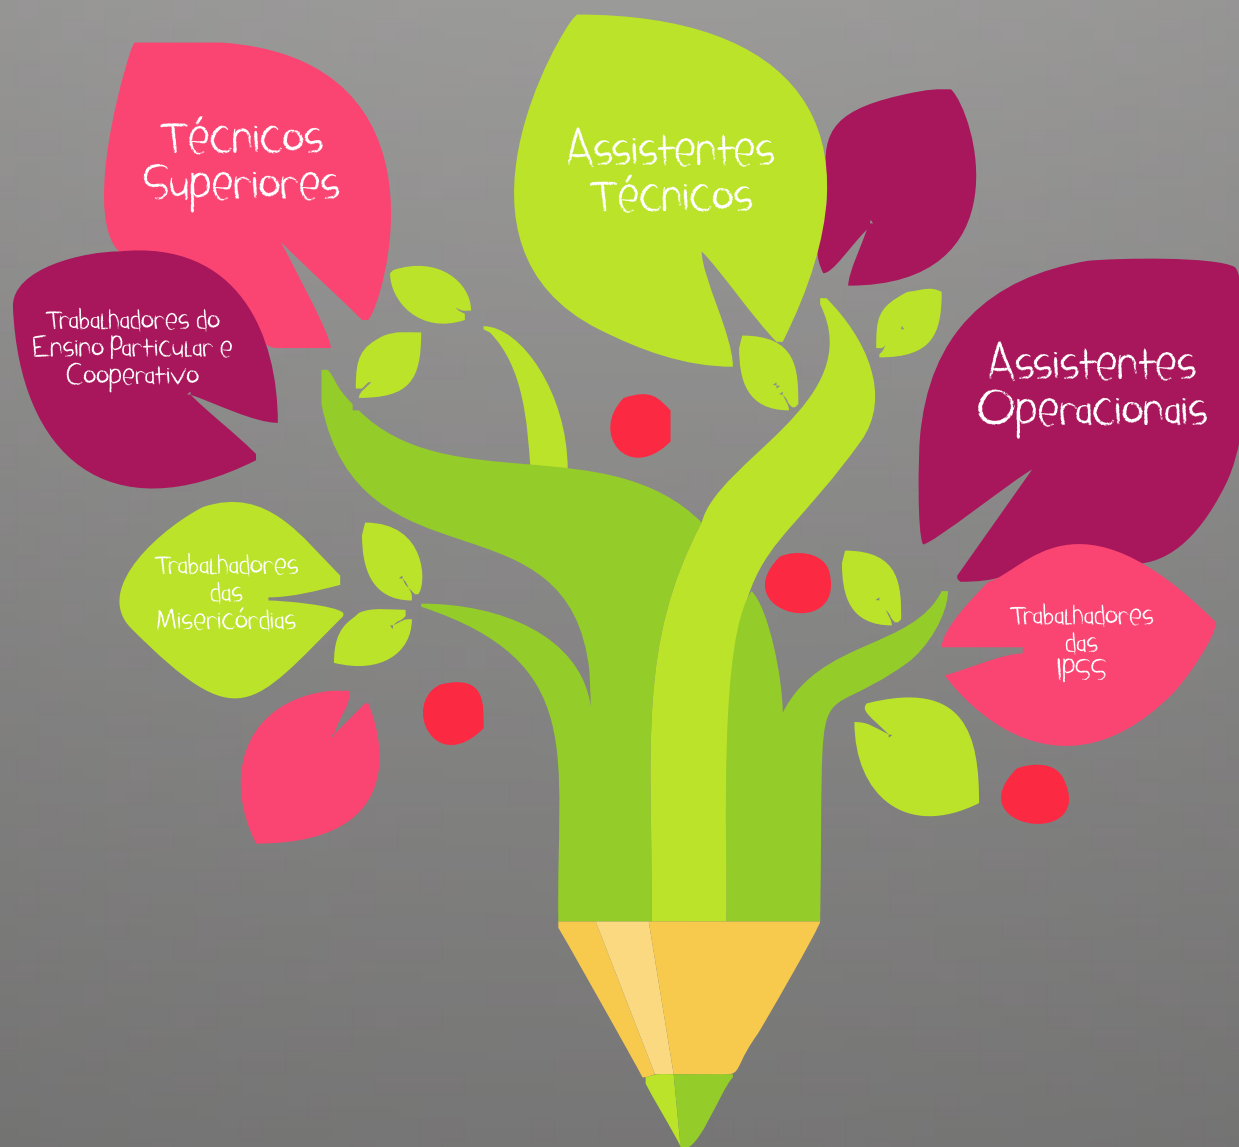 Técnicos
Superiores
Assistentes
Técnicos
Trabalhadores do
Ensino Particular e
Cooperativo
Assistentes
Operacionais
Trabalhadores
das
Misericórdias
Trabalhadores
das
IPSS